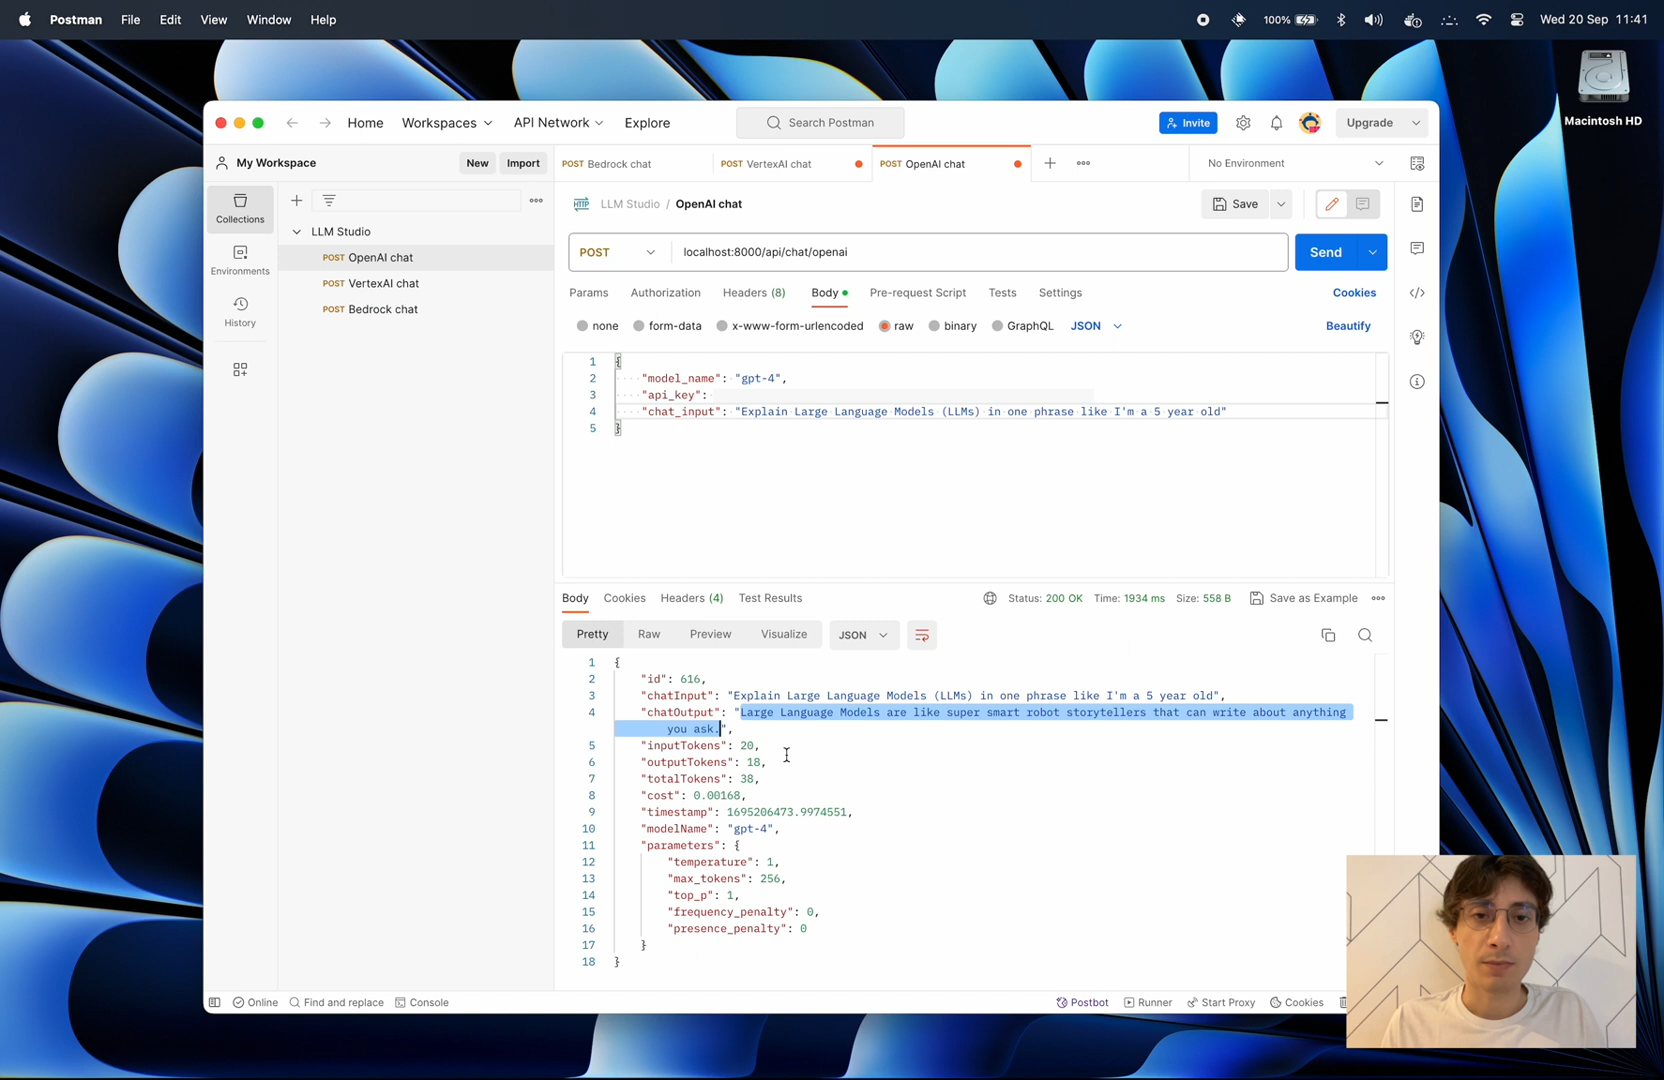 Postman File Edit View Window Help 100% Wed 20 Sep 11:41
Macintosh HD
Home Workspaces API Network Explore Search Postman Invite Upgrade
My Workspace New Import POST Bedrock chat POST VertexAI chat POST OpenAI chat No Environment
Collections
Environments
History
LLM Studio
POST OpenAI chat
POST VertexAI chat
POST Bedrock chat
HTTP LLM Studio / OpenAI chat Save
POST localhost:8000/api/chat/openai Send
Params Authorization Headers (8) Body Pre-request Script Tests Settings Cookies
none form-data x-www-form-urlencoded raw binary GraphQL JSON Beautify
1 {
2 "model_name": "gpt-4",
3 "api_key":
4 "chat_input": "Explain Large Language Models (LLMs) in one phrase like I'm a 5 year old"
5 }
Body Cookies Headers (4) Test Results Status: 200 OK Time: 1934 ms Size: 558 B Save as Example
Pretty Raw Preview Visualize JSON
1 {
2 "id": 616,
3 "chatInput": "Explain Large Language Models (LLMs) in one phrase like I'm a 5 year old",
4 "chatOutput": "Large Language Models are like super smart robot storytellers that can write about anything
you ask.",
5 "inputTokens": 20,
6 "outputTokens": 18,
7 "totalTokens": 38,
8 "cost": 0.00168,
9 "timestamp": 1695206473.9974551,
10 "modelName": "gpt-4",
11 "parameters": {
12 "temperature": 1,
13 "max_tokens": 256,
14 "top_p": 1,
15 "frequency_penalty": 0,
16 "presence_penalty": 0
17 }
18 }
Online Find and replace Console Postbot Runner Start Proxy Cookies